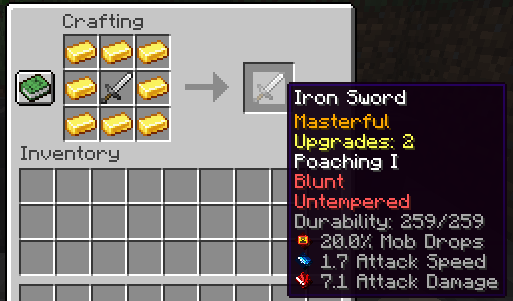 Crafting
Iron Sword
Masterful
Upgrades: 2
Poaching I
Blunt
Untempered
Durability: 259/259
20.0% Mob Drops
1.7 Attack Speed
7.1 Attack Damage
Inventory